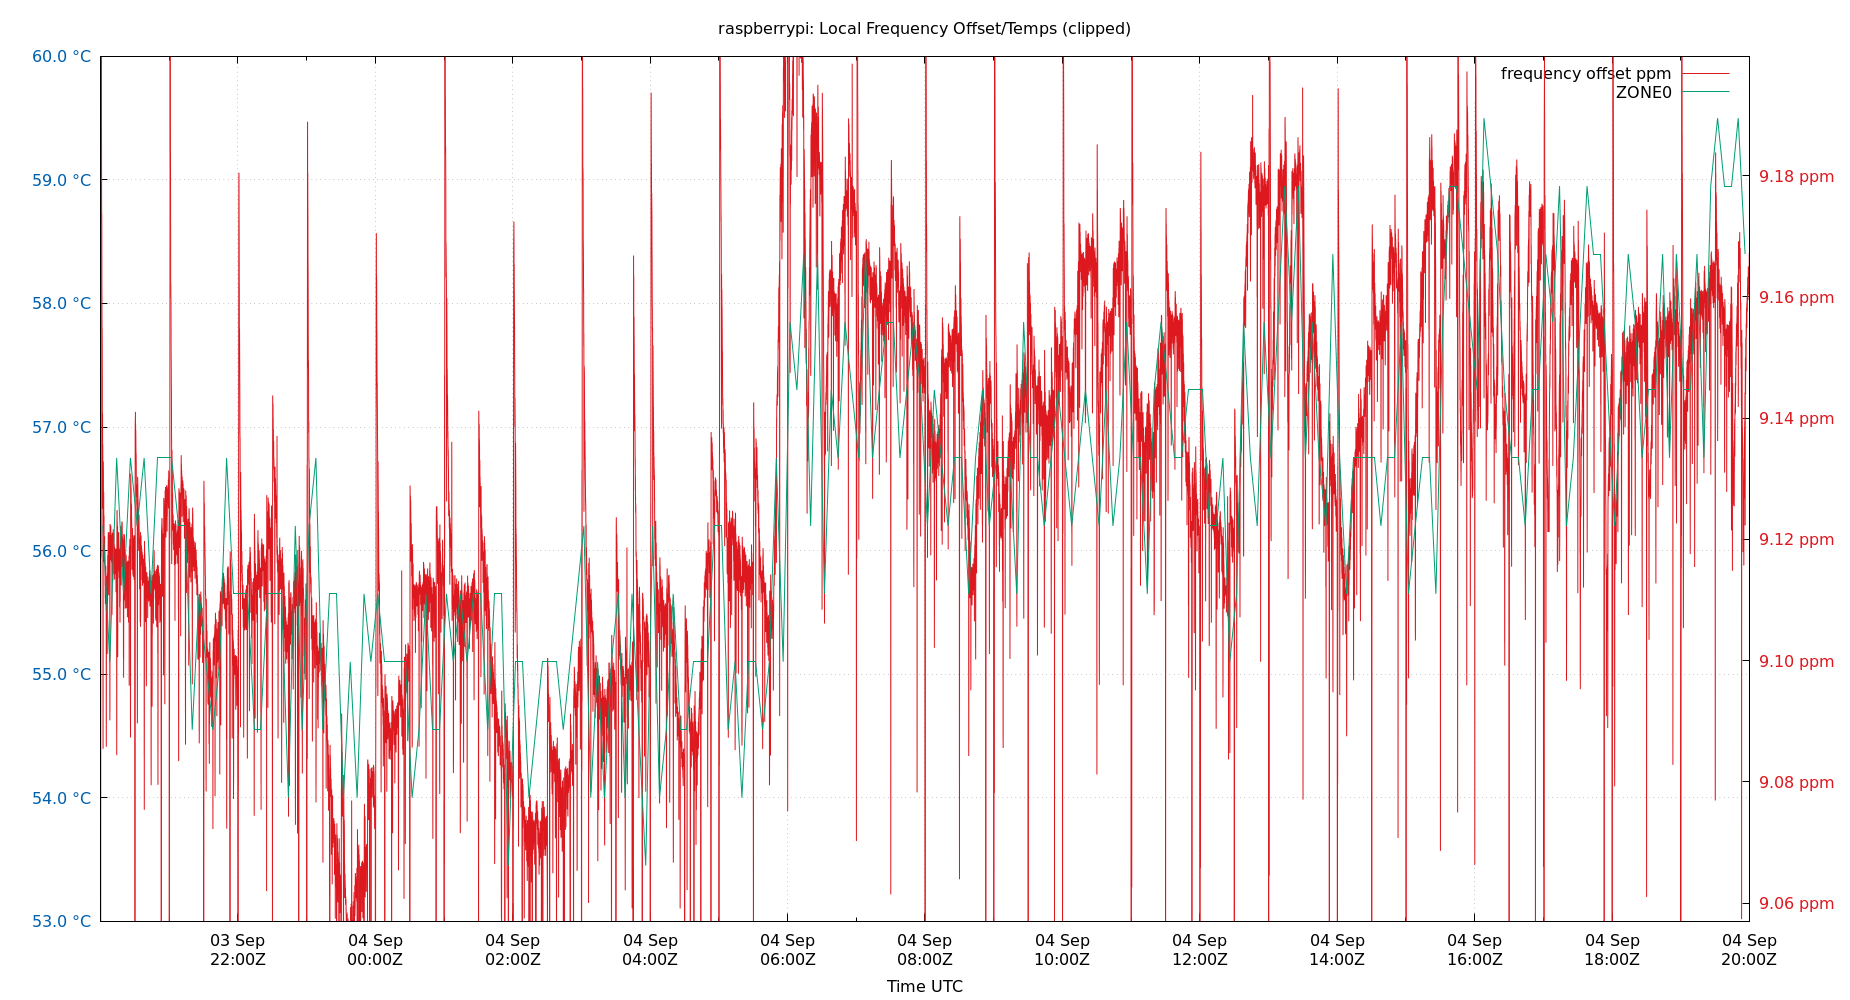 raspberrypi: Local Frequency Offset/Temps (clipped)
60.0 °C
59.0 °C
58.0 °C
57.0 °C
56.0 °C
55.0 °C
54.0 °C
53.0 °C
frequency offset ppm
ZONE0
9.18 ppm
9.16 ppm
9.14 ppm
9.12 ppm
9.10 ppm
9.08 ppm
9.06 ppm
03 Sep 04 Sep 04 Sep 04 Sep 04 Sep 04 Sep 04 Sep 04 Sep 04 Sep 04 Sep 04 Sep 04 Sep
22:00Z 00:00Z 02:00Z 04:00Z 06:00Z 08:00Z 10:00Z 12:00Z 14:00Z 16:00Z 18:00Z 20:00Z
Time UTC